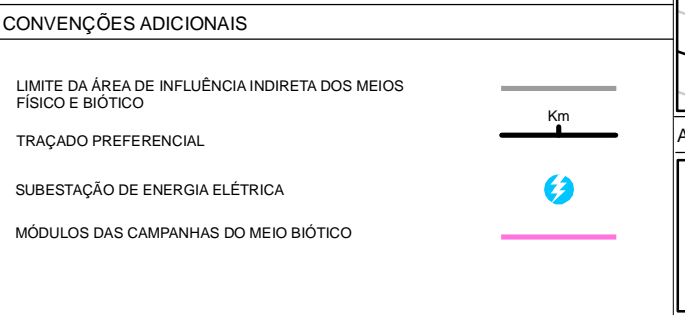 CONVENÇÕES ADICIONAIS
LIMITE DA ÁREA DE INFLUÊNCIA INDIRETA DOS MEIOS
FÍSICO E BIÓTICO
Km
TRAÇADO PREFERENCIAL
SUBESTAÇÃO DE ENERGIA ELÉTRICA
MÓDULOS DAS CAMPANHAS DO MEIO BIÓTICO